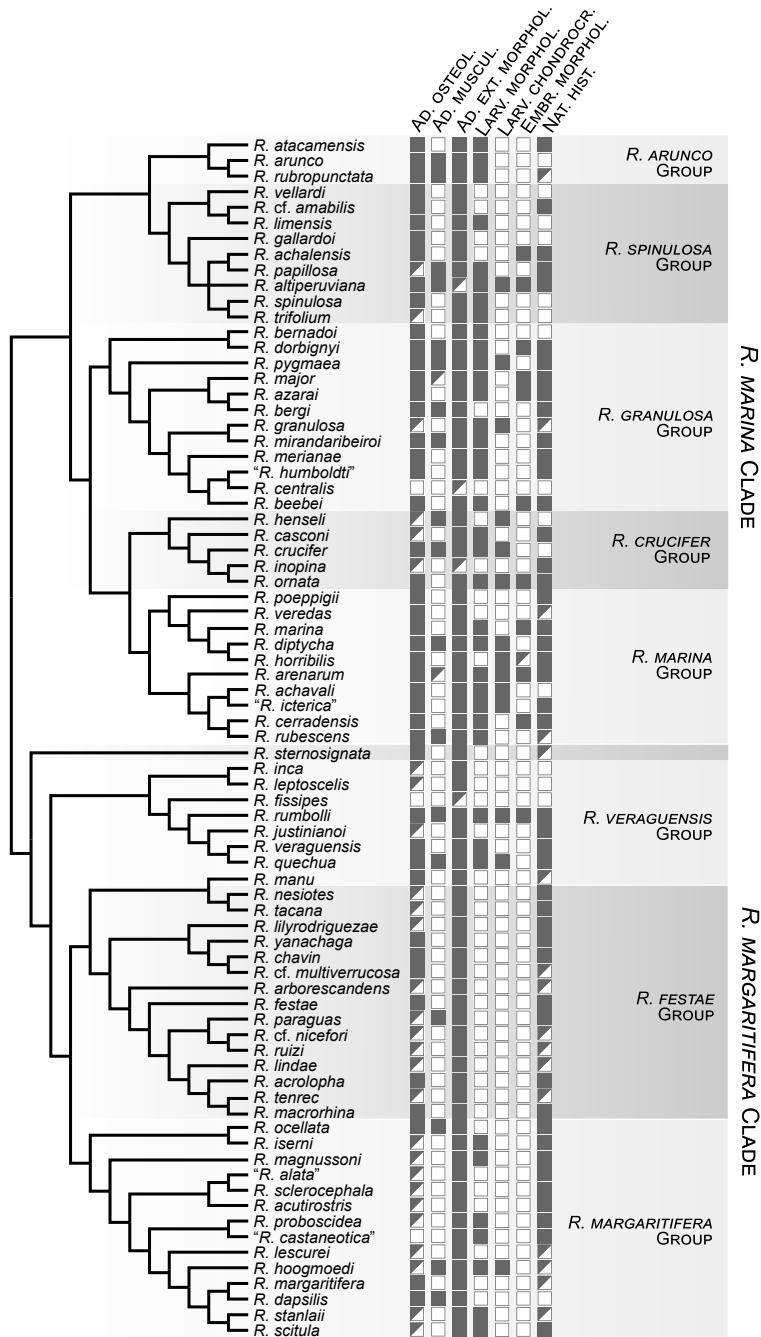 AD. OSTEOL.
AD. MUSCUL.
AD. EXT. MORPHOL.
LARV. MORPHOL.
LARV. CHONDROCR.
EMBR. MORPHOL.
NAT. HIST.
R. atacamensis
R. arunco
R. rubropunctata
R. vellardi
R. cf. amabilis
R. limensis
R. gallardoi
R. achalensis
R. papillosa
R. altiperuviana
R. spinulosa
R. trifolium
R. bernadoi
R. dorbignyi
R. pygmaea
R. major
R. azarai
R. bergi
R. granulosa
R. mirandaribeiroi
R. merianae
“R. humboldti”
R. centralis
R. beebei
R. henseli
R. casconi
R. crucifer
R. inopina
R. ornata
R. poeppigii
R. veredas
R. marina
R. diptycha
R. horribilis
R. arenarum
R. achavali
“R. icterica”
R. cerradensis
R. rubescens
R. sternosignata
R. inca
R. leptoscelis
R. fissipes
R. rumbolli
R. justinianoi
R. veraguensis
R. quechua
R. manu
R. nesiotes
R. tacana
R. lilyrodriguezae
R. yanachaga
R. chavin
R. cf. multiverrucosa
R. arborescandens
R. festae
R. paraguas
R. cf. nicefori
R. ruizi
R. lindae
R. acrolopha
R. tenrec
R. macrorhina
R. ocellata
R. iserni
R. magnussoni
“R. alata”
R. sclerocephala
R. acutirostris
R. proboscidea
“R. castaneotica”
R. lescurei
R. hoogmoedi
R. margaritifera
R. dapsilis
R. stanlaii
R. scitula
R. ARUNCO
GROUP
R. SPINULOSA
GROUP
R. GRANULOSA
GROUP
R. CRUCIFER
GROUP
R. MARINA
GROUP
R. VERAGUENSIS
GROUP
R. FESTAE
GROUP
R. MARGARITIFERA
GROUP
R. MARINA CLADE
R. MARGARITIFERA CLADE